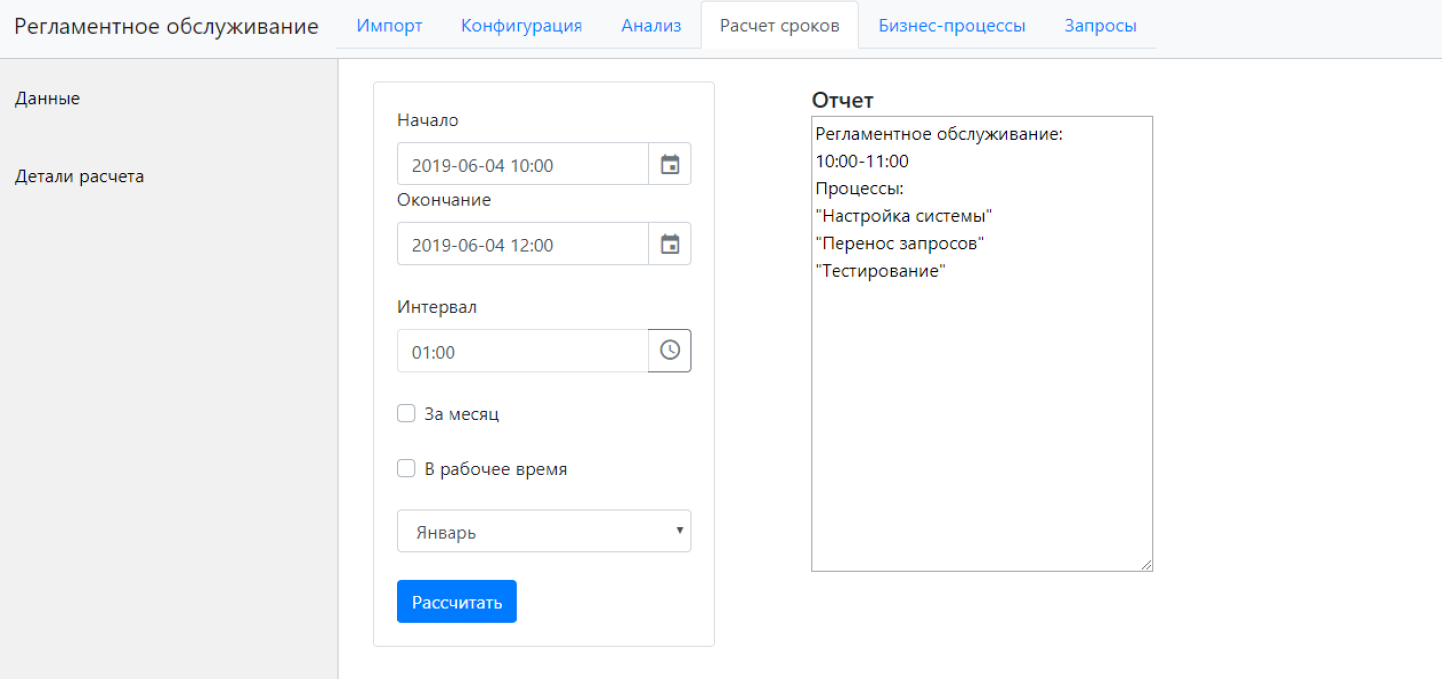 Регламентное обслуживание
Импорт
Конфигурация
Анализ
Расчет сроков
Бизнес-процессы
Запросы
Данные
Детали расчета
Начало
2019-06-04 10:00
Окончание
2019-06-04 12:00
Интервал
01:00
За месяц
В рабочее время
Январь
Рассчитать
Отчет
Регламентное обслуживание:
10:00-11:00
Процессы:
"Настройка системы"
"Перенос запросов"
"Тестирование"